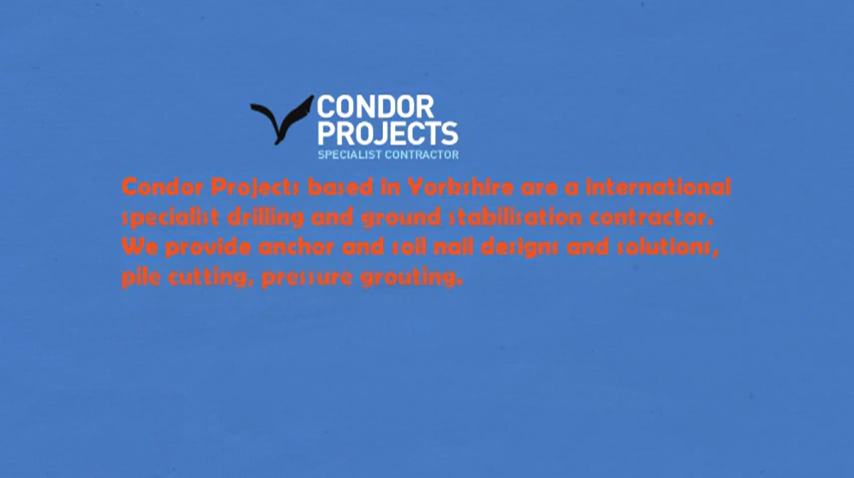 CONDOR
PROJECTS
SPECIALIST CONTRACTOR
Condor Projects based in Yorkshire are a international
specialist drilling and ground stabilisation contractor.
We provide anchor and soil nail designs and solutions,
pile cutting, pressure grouting.